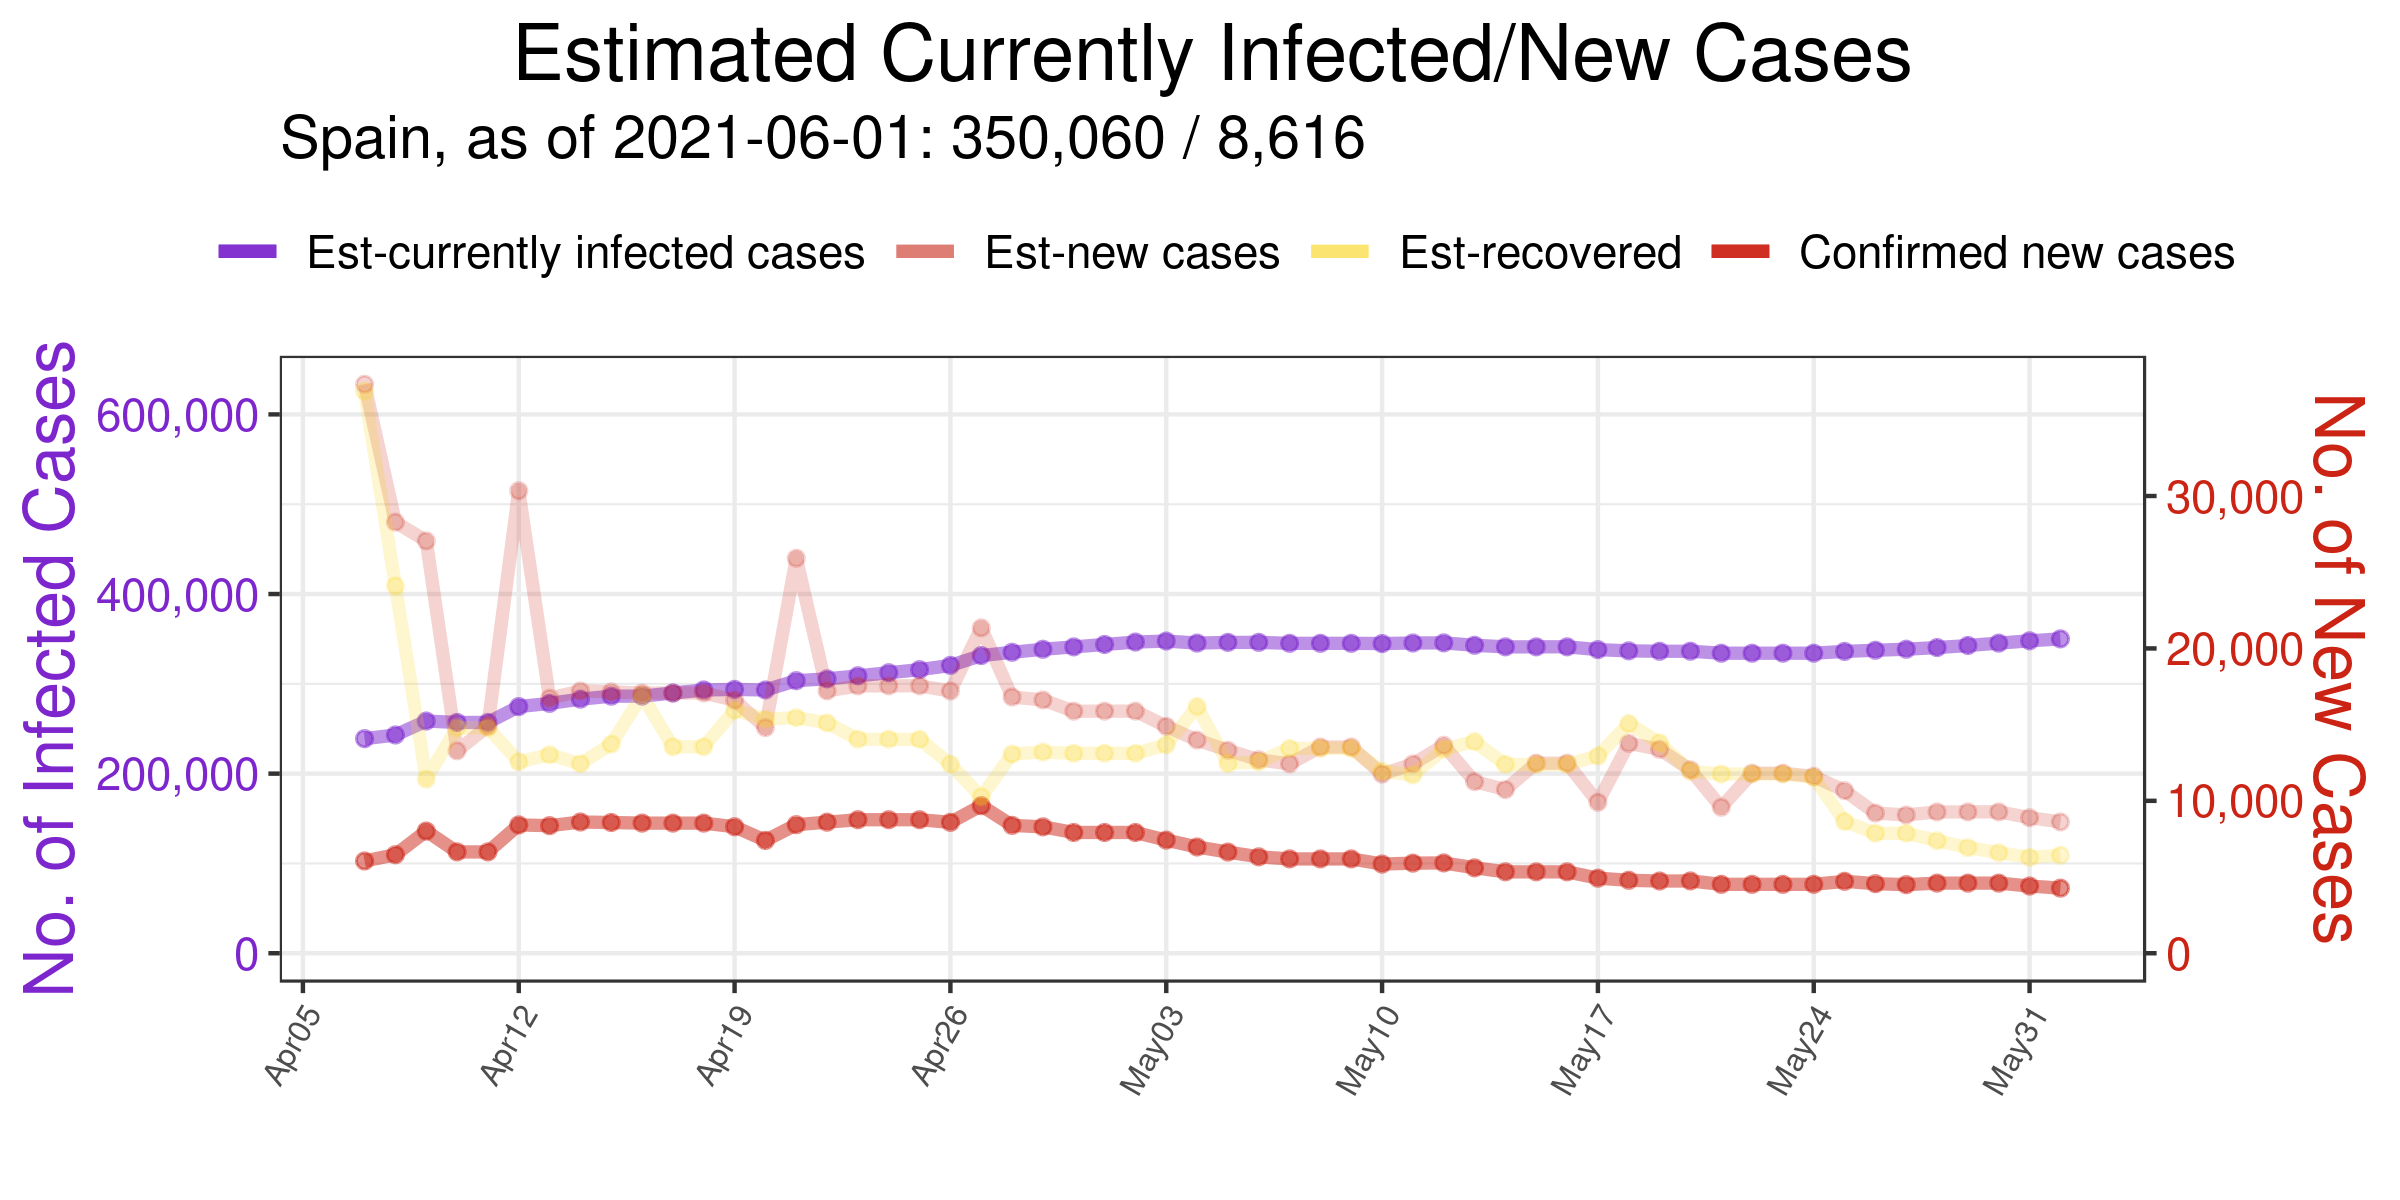 Estimated Currently Infected/New Cases
Spain, as of 2021-06-01: 350,060 / 8,616
Est-currently infected cases Est-new cases Est-recovered Confirmed new cases
No. of Infected Cases
600,000
400,000
200,000
0
30,000
20,000
10,000
0
No. of New Cases
Apr05 Apr12 Apr19 Apr26 May03 May10 May17 May24 May31